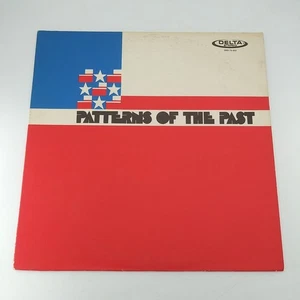 DELTA
PATTERNS OF THE PAST